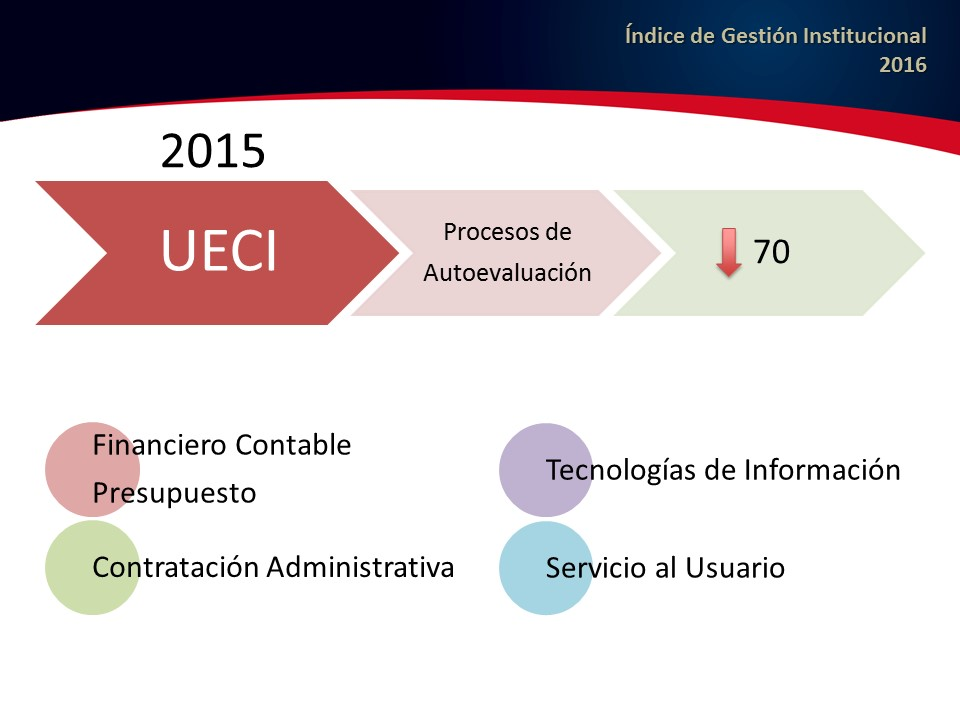 Índice de Gestión Institucional
2016
2015
UECI
Procesos de
Autoevaluación
70
Financiero Contable
Presupuesto
Contratación Administrativa
Tecnologías de Información
Servicio al Usuario